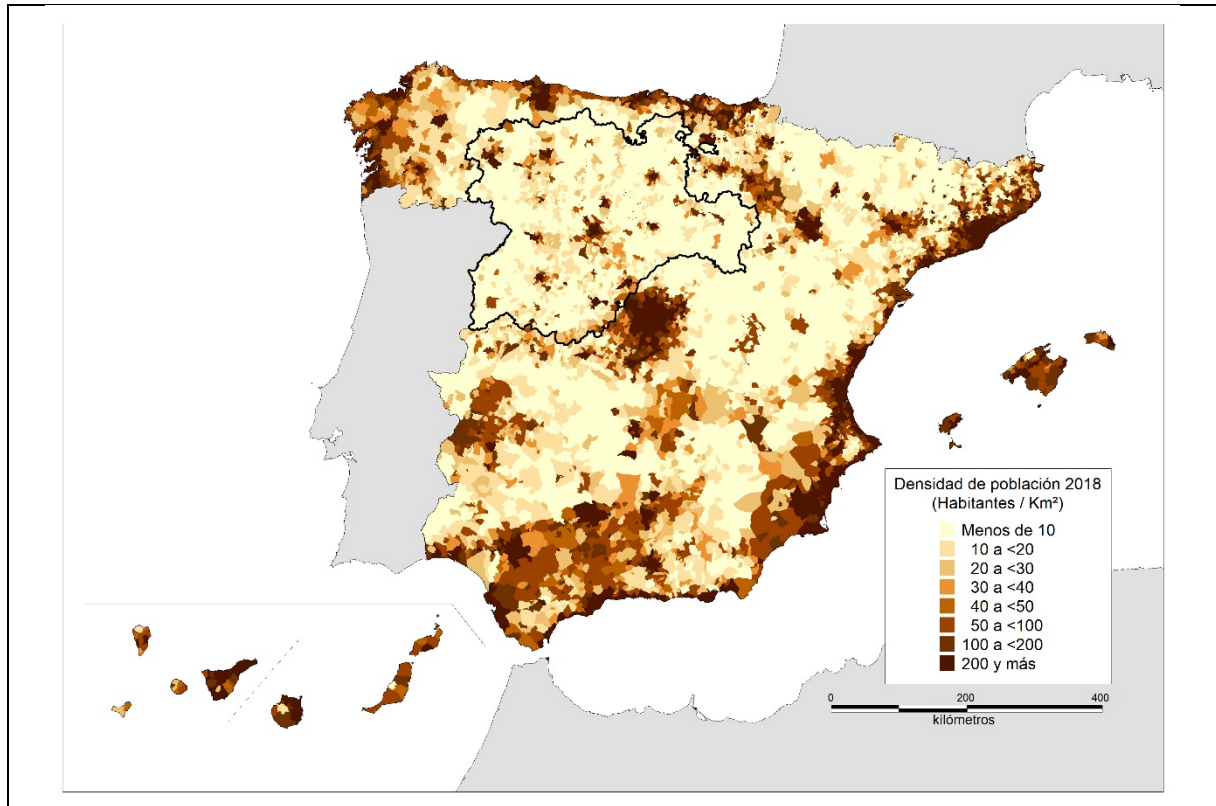 Densidad de población 2018
(Habitantes / Km²)
Menos de 10
10 a <20
20 a <30
30 a <40
40 a <50
50 a <100
100 a <200
200 y más
0 200 400
kilómetros